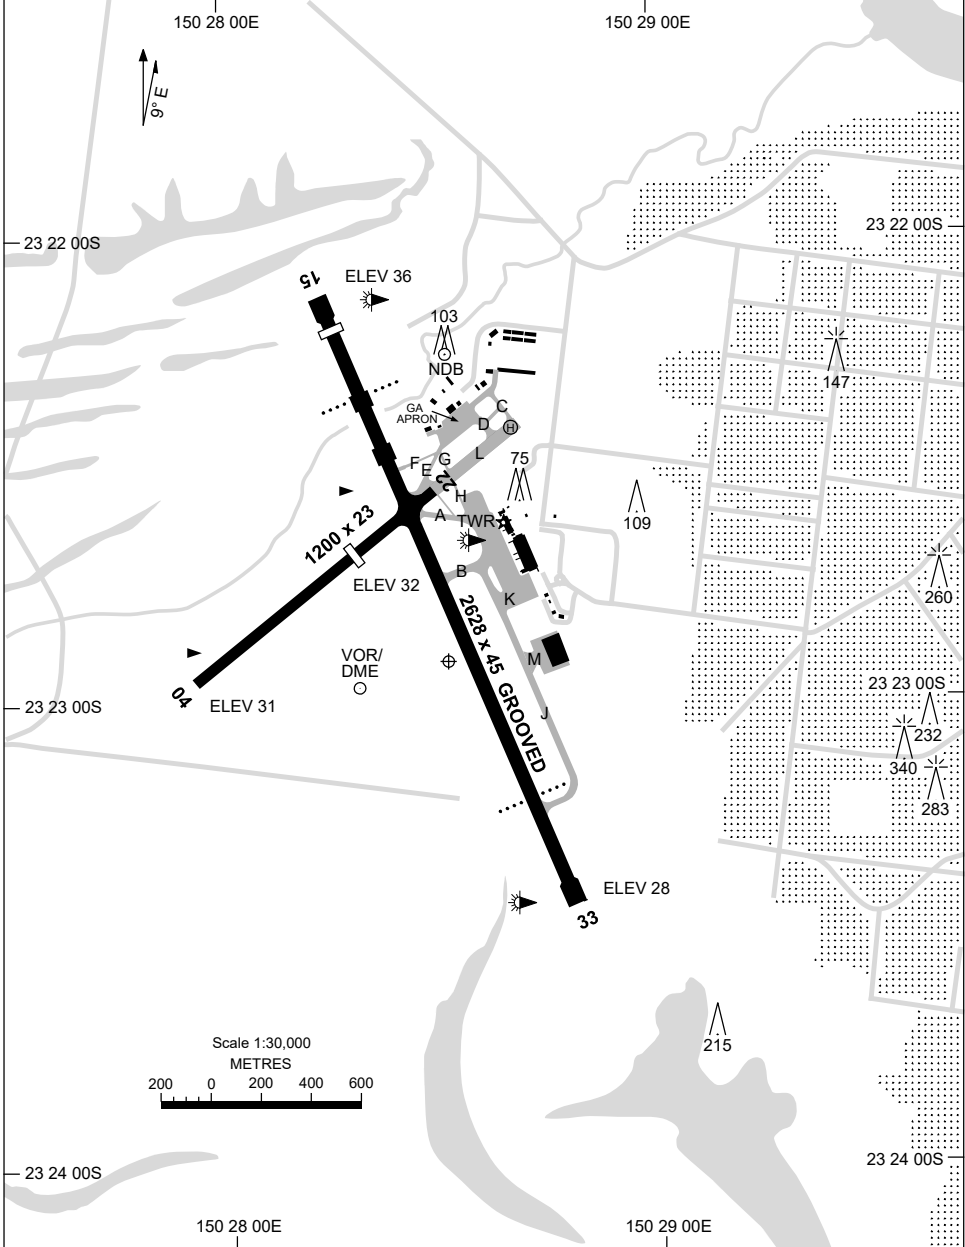 150 28 00E
150 29 00E
9° E
23 22 00S
23 22 00S
15
ELEV 36
103
NDB
147
GA
APRON
C
H
D
L
G
F
E
22
75
H
109
A
TWR
1200 x 23
ELEV 32
B
260
K
2628 x 45 GROOVED
VOR/
DME
M
04
ELEV 31
23 23 00S
23 23 00S
J
232
340
283
ELEV 28
33
215
Scale 1:30,000
METRES
200 0 200 400 600
23 24 00S
23 24 00S
150 28 00E
150 29 00E